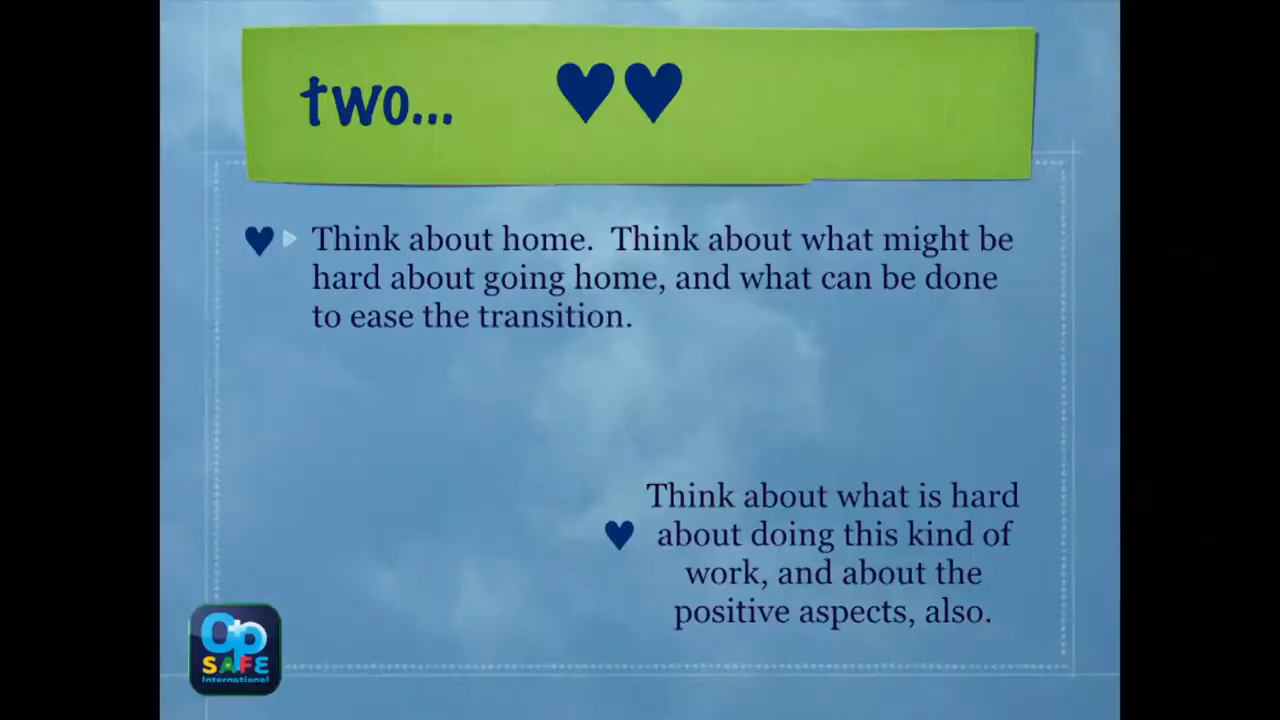 two... ♥♥
♥ Think about home.  Think about what might be
hard about going home, and what can be done
to ease the transition.
Think about what is hard
♥ about doing this kind of
work, and about the
positive aspects, also.
Op
SAFE
International